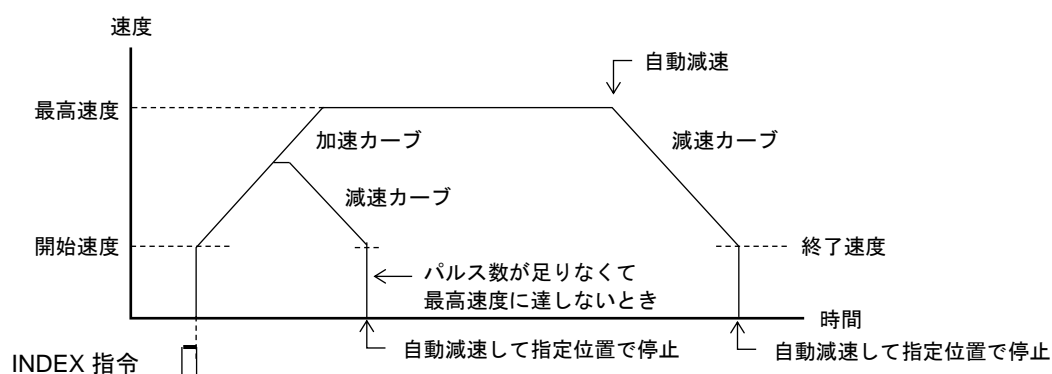 速度
自動減速
最高速度
加速カーブ
減速カーブ
減速カーブ
開始速度
終了速度
パルス数が足りなくて
最高速度に達しないとき
時間
自動減速して指定位置で停止
自動減速して指定位置で停止
INDEX 指令